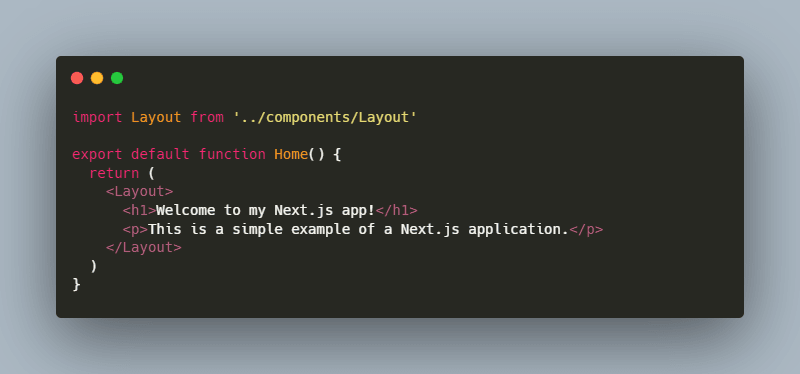 import Layout from '../components/Layout'

export default function Home() {
  return (
    <Layout>
      <h1>Welcome to my Next.js app!</h1>
      <p>This is a simple example of a Next.js application.</p>
    </Layout>
  )
}